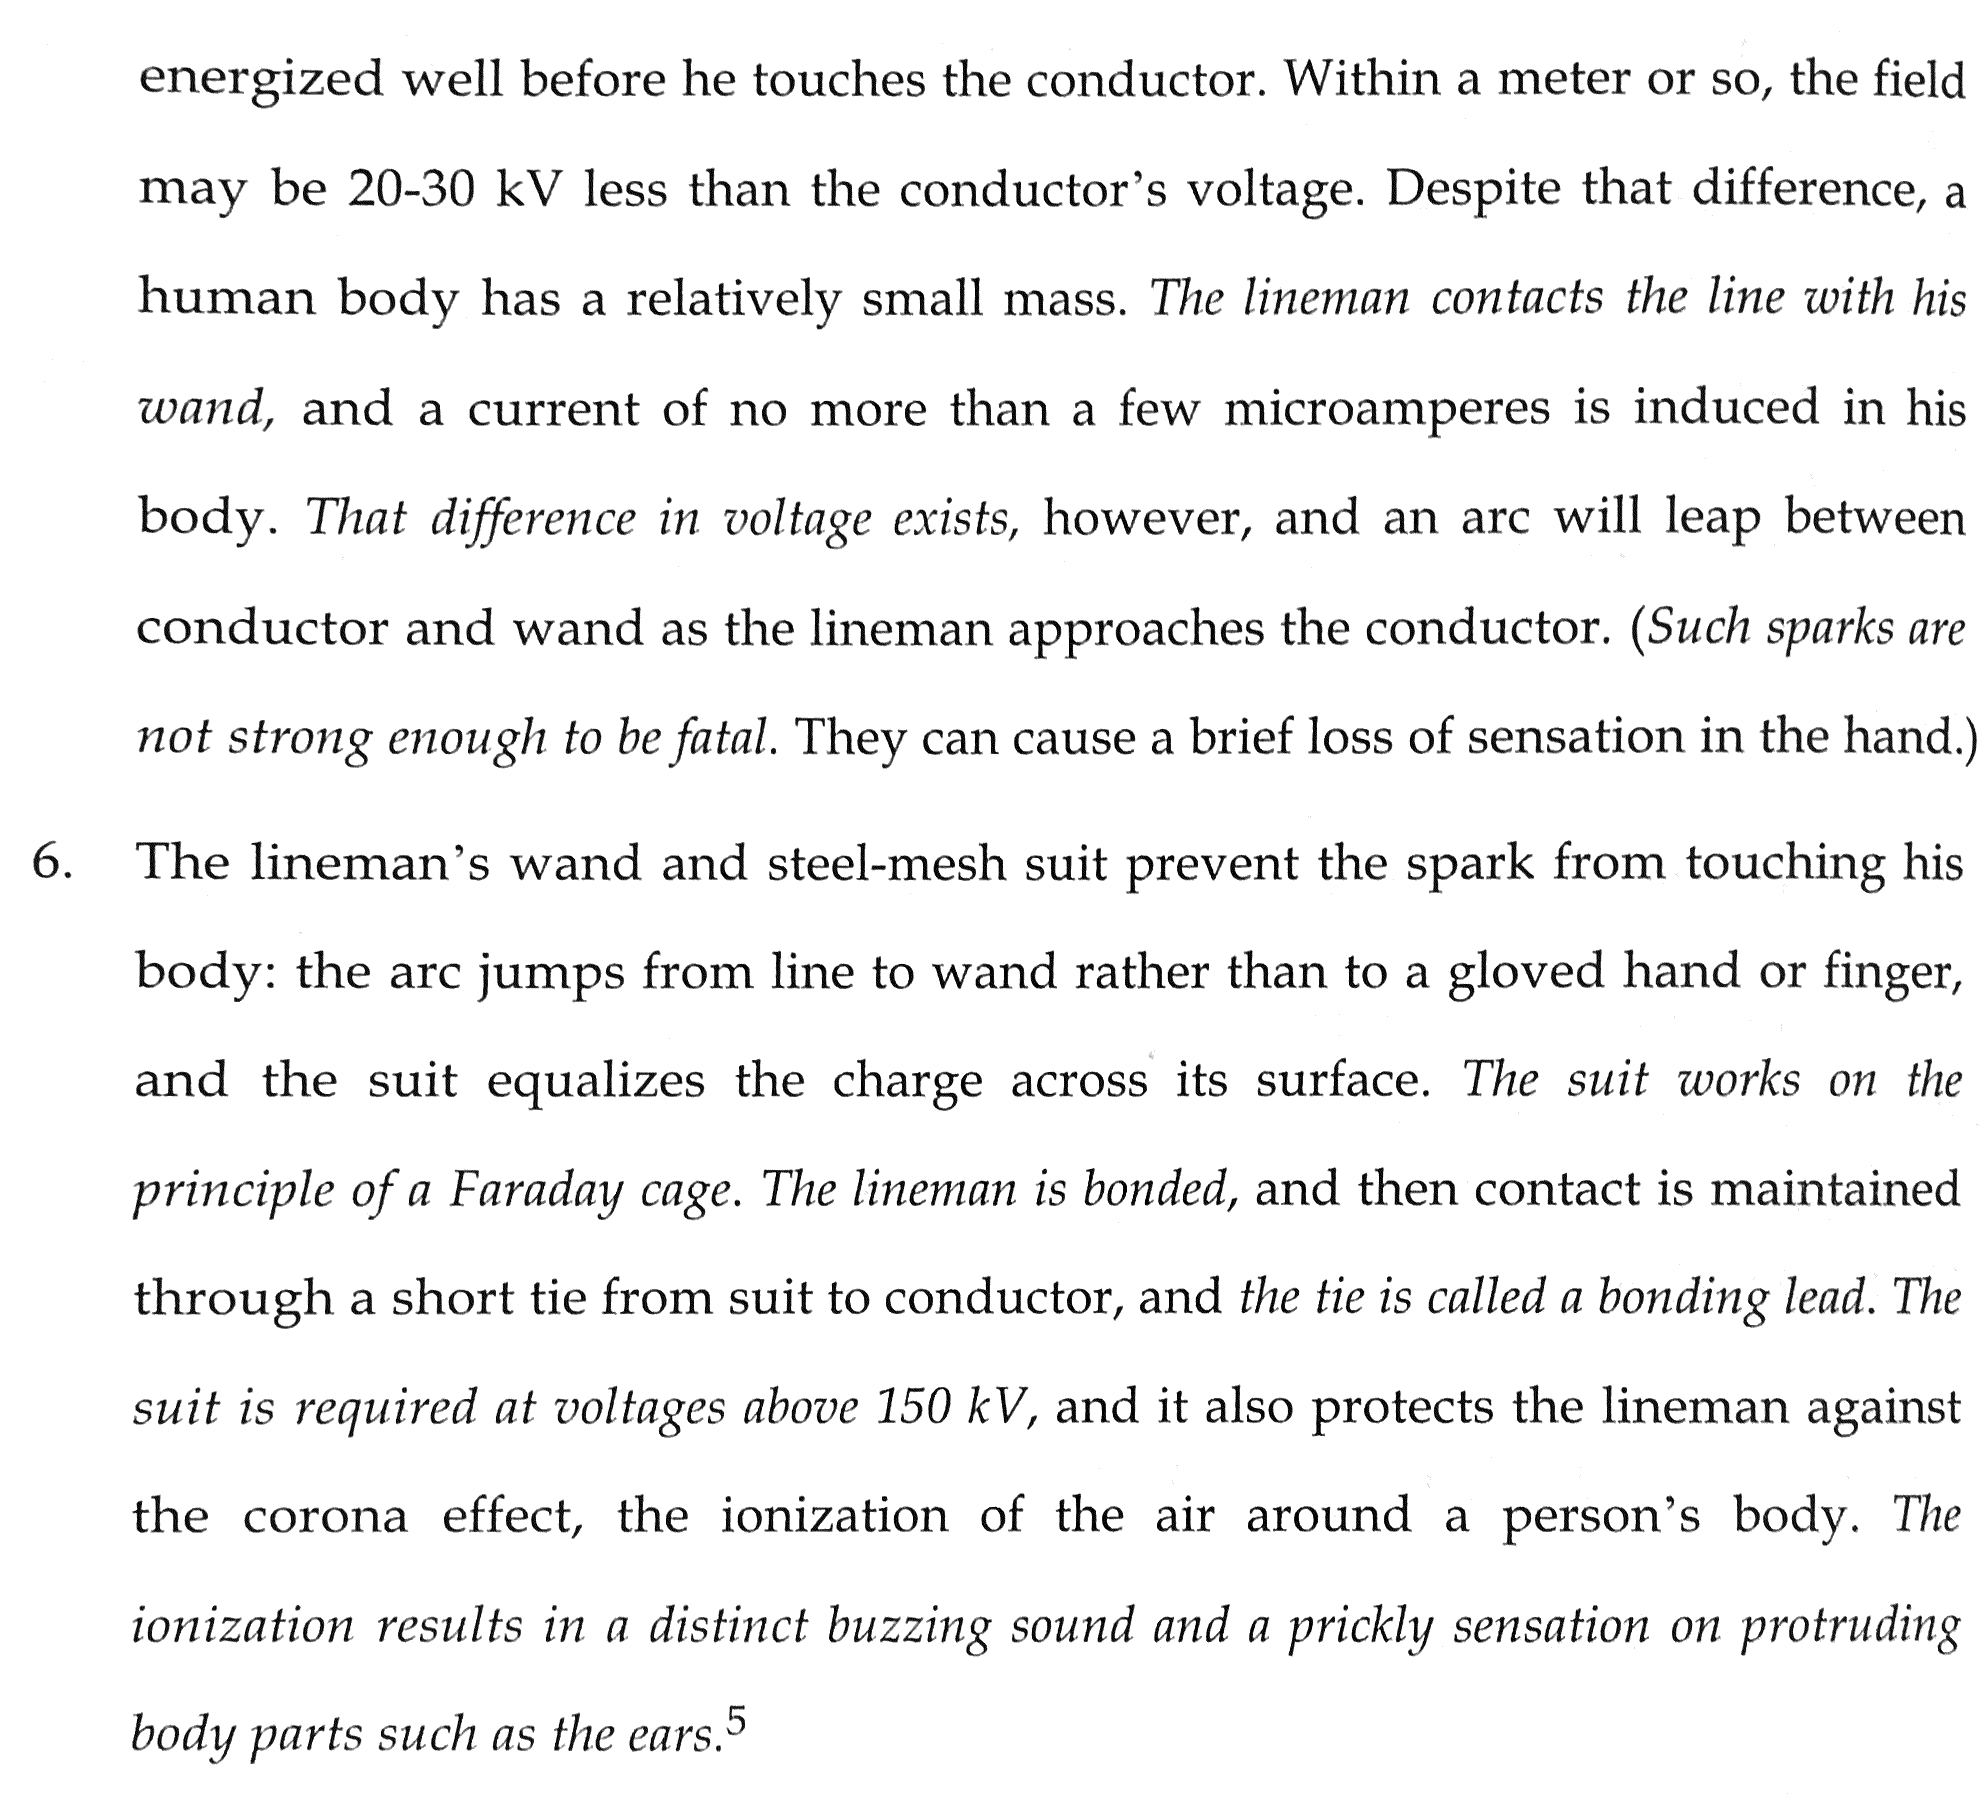 energized well before he touches the conductor. Within a meter or so, the field
may be 20-30 kV less than the conductor’s voltage. Despite that difference, a
human body has a relatively small mass. The lineman contacts the line with his
wand, and a current of no more than a few microamperes is induced in his
body. That difference in voltage exists, however, and an arc will leap between
conductor and wand as the lineman approaches the conductor. (Such sparks are
not strong enough to be fatal. They can cause a brief loss of sensation in the hand.)
6. The lineman’s wand and steel-mesh suit prevent the spark from touching his
body: the arc jumps from line to wand rather than to a gloved hand or finger,
and the suit equalizes the charge across its surface. The suit works on the
principle of a Faraday cage. The lineman is bonded, and then contact is maintained
through a short tie from suit to conductor, and the tie is called a bonding lead. The
suit is required at voltages above 150 kV, and it also protects the lineman against
the corona effect, the ionization of the air around a person’s body. The
ionization results in a distinct buzzing sound and a prickly sensation on protruding
body parts such as the ears.5